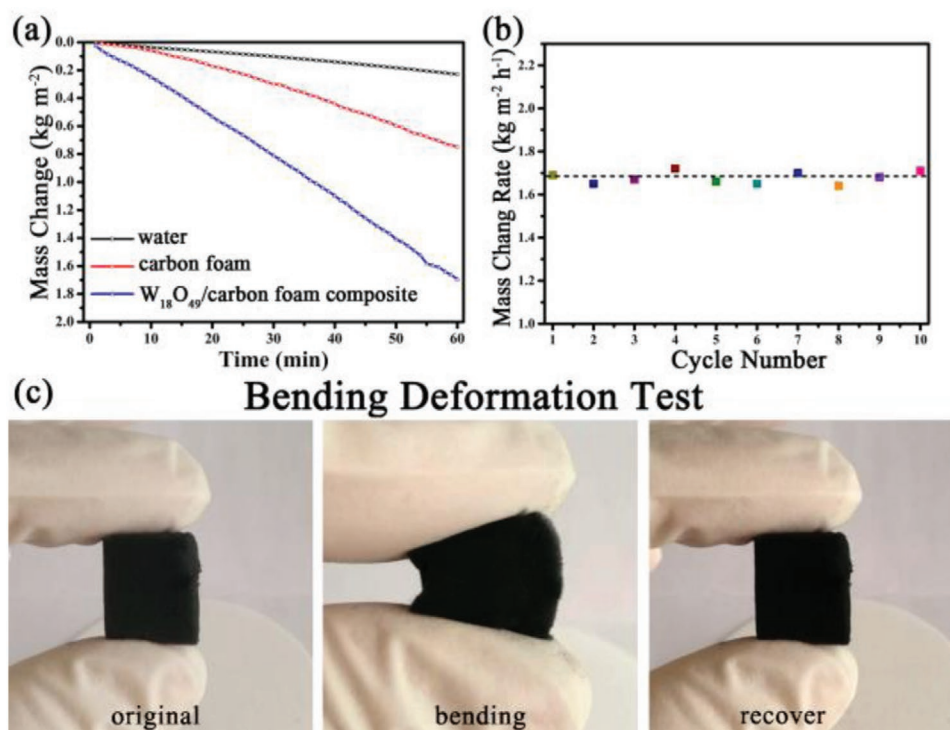 (a)
Mass Change (kg m⁻²)
0.0
0.2
0.4
0.6
0.8
1.0
1.2
1.4
1.6
1.8
2.0
water
carbon foam
W₁₈O₄₉/carbon foam composite
0 10 20 30 40 50 60
Time (min)
(b)
Mass Chang Rate (kg m⁻² h⁻¹)
2.2
2.0
1.8
1.6
1.4
1.2
1.0
1 2 3 4 5 6 7 8 9 10
Cycle Number
(c) Bending Deformation Test
original
bending
recover